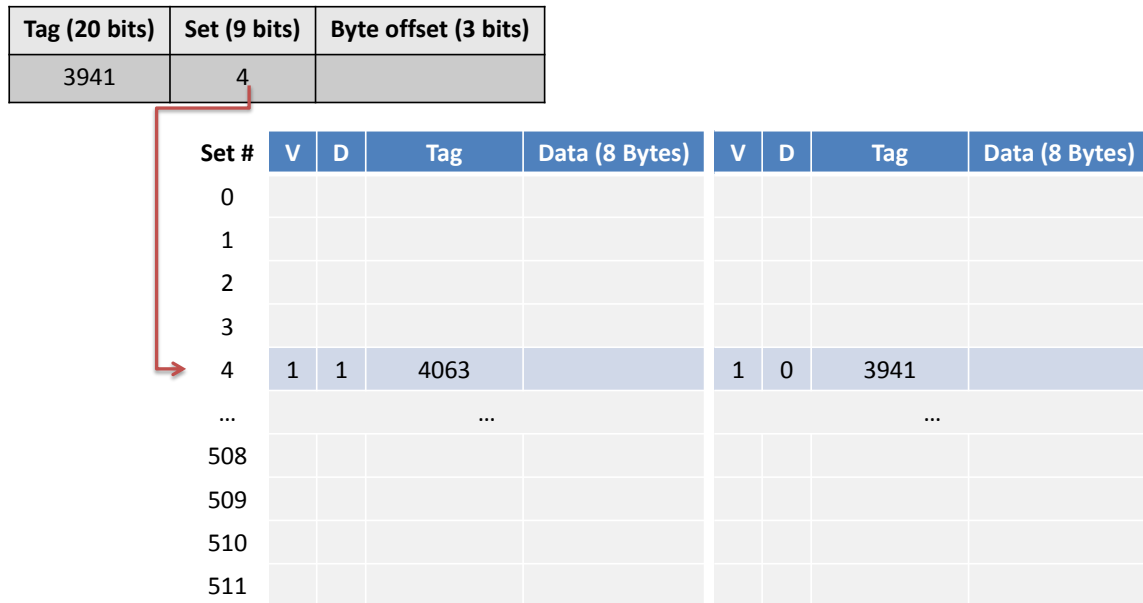 Tag (20 bits) Set (9 bits) Byte offset (3 bits)
3941 4
Set # V D Tag Data (8 Bytes) V D Tag Data (8 Bytes)
0
1
2
3
4 1 1 4063 1 0 3941
... ... ...
508
509
510
511